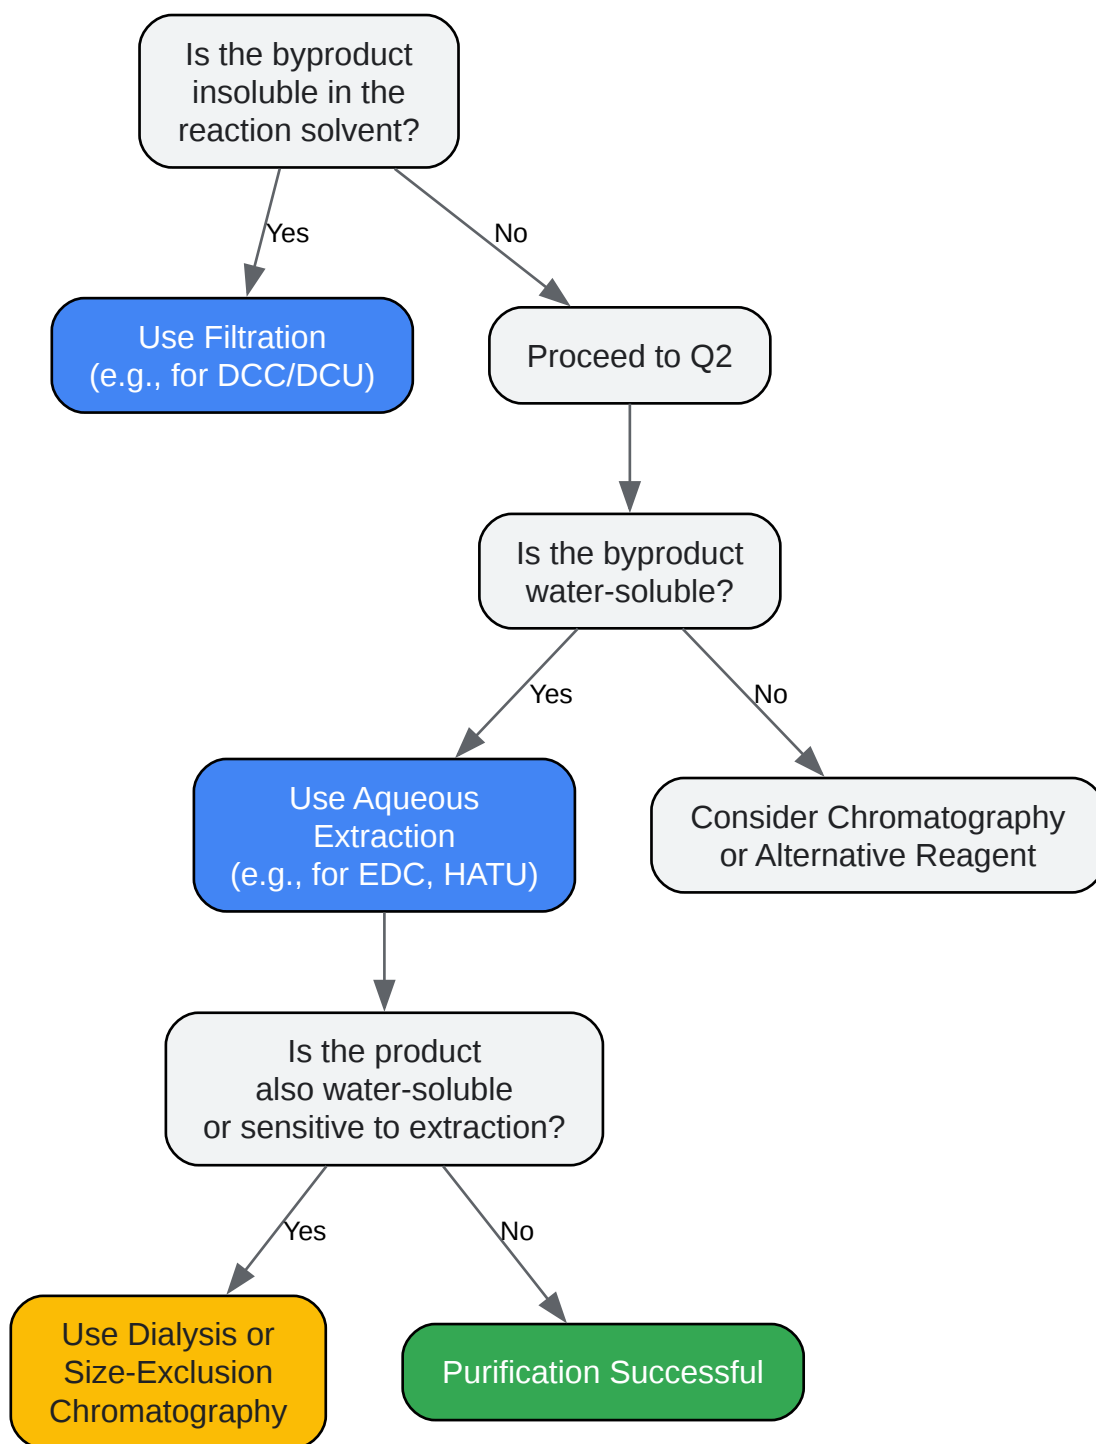 Is the byproduct
insoluble in the
reaction solvent?
Yes
No
Use Filtration
(e.g., for DCC/DCU)
Proceed to Q2
Is the byproduct
water-soluble?
Yes
No
Use Aqueous
Extraction
(e.g., for EDC, HATU)
Consider Chromatography
or Alternative Reagent
Is the product
also water-soluble
or sensitive to extraction?
Yes
No
Use Dialysis or
Size-Exclusion
Chromatography
Purification Successful